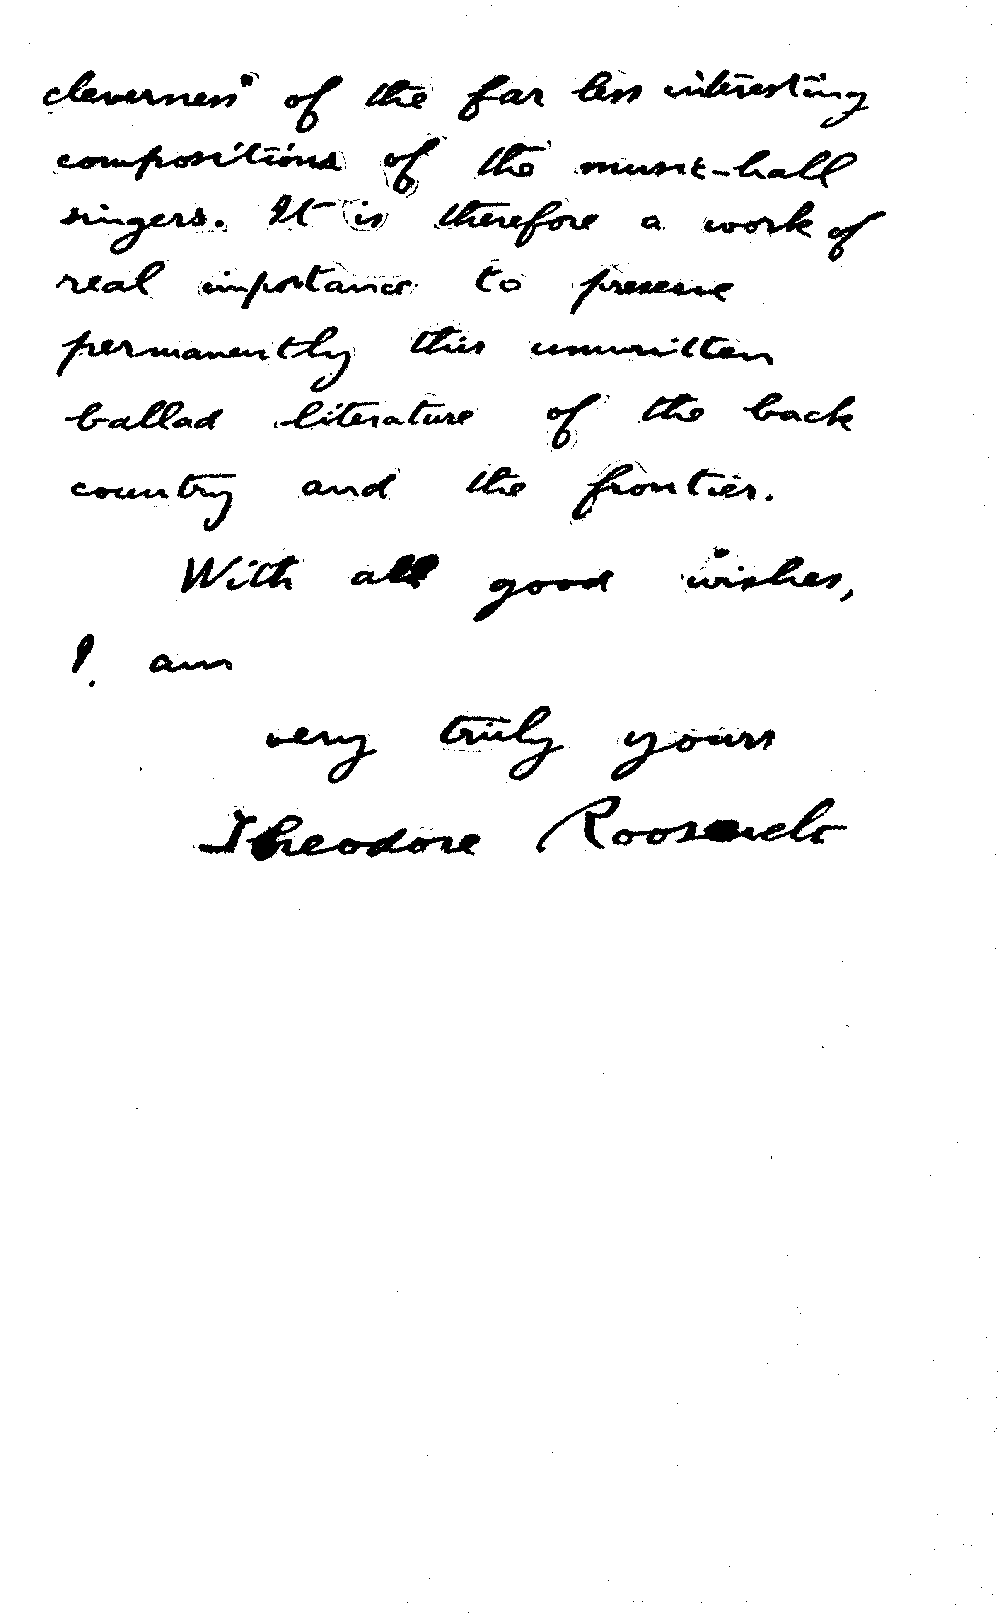 cleverness" of the far less interesting
compositions of the music-hall
singers. It is therefore a work of
real importance to preserve
permanently this unwritten
ballad literature of the back
country and the frontier.
With all good wishes,
I am
very truly yours
Theodore Roosevelt